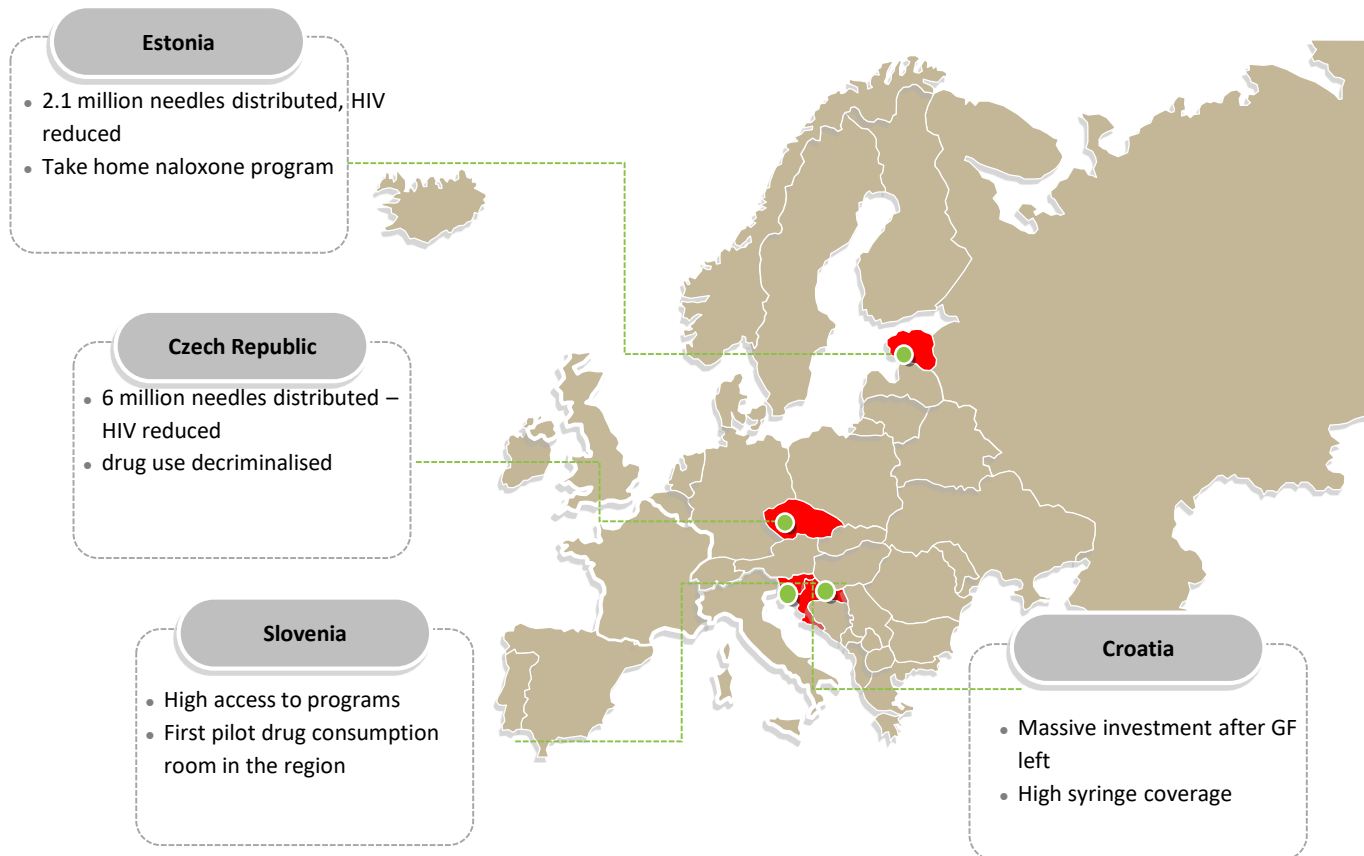 Estonia
• 2.1 million needles distributed, HIV
reduced
• Take home naloxone program
Czech Republic
• 6 million needles distributed –
HIV reduced
• drug use decriminalised
Slovenia
• High access to programs
• First pilot drug consumption
room in the region
Croatia
• Massive investment after GF
left
• High syringe coverage